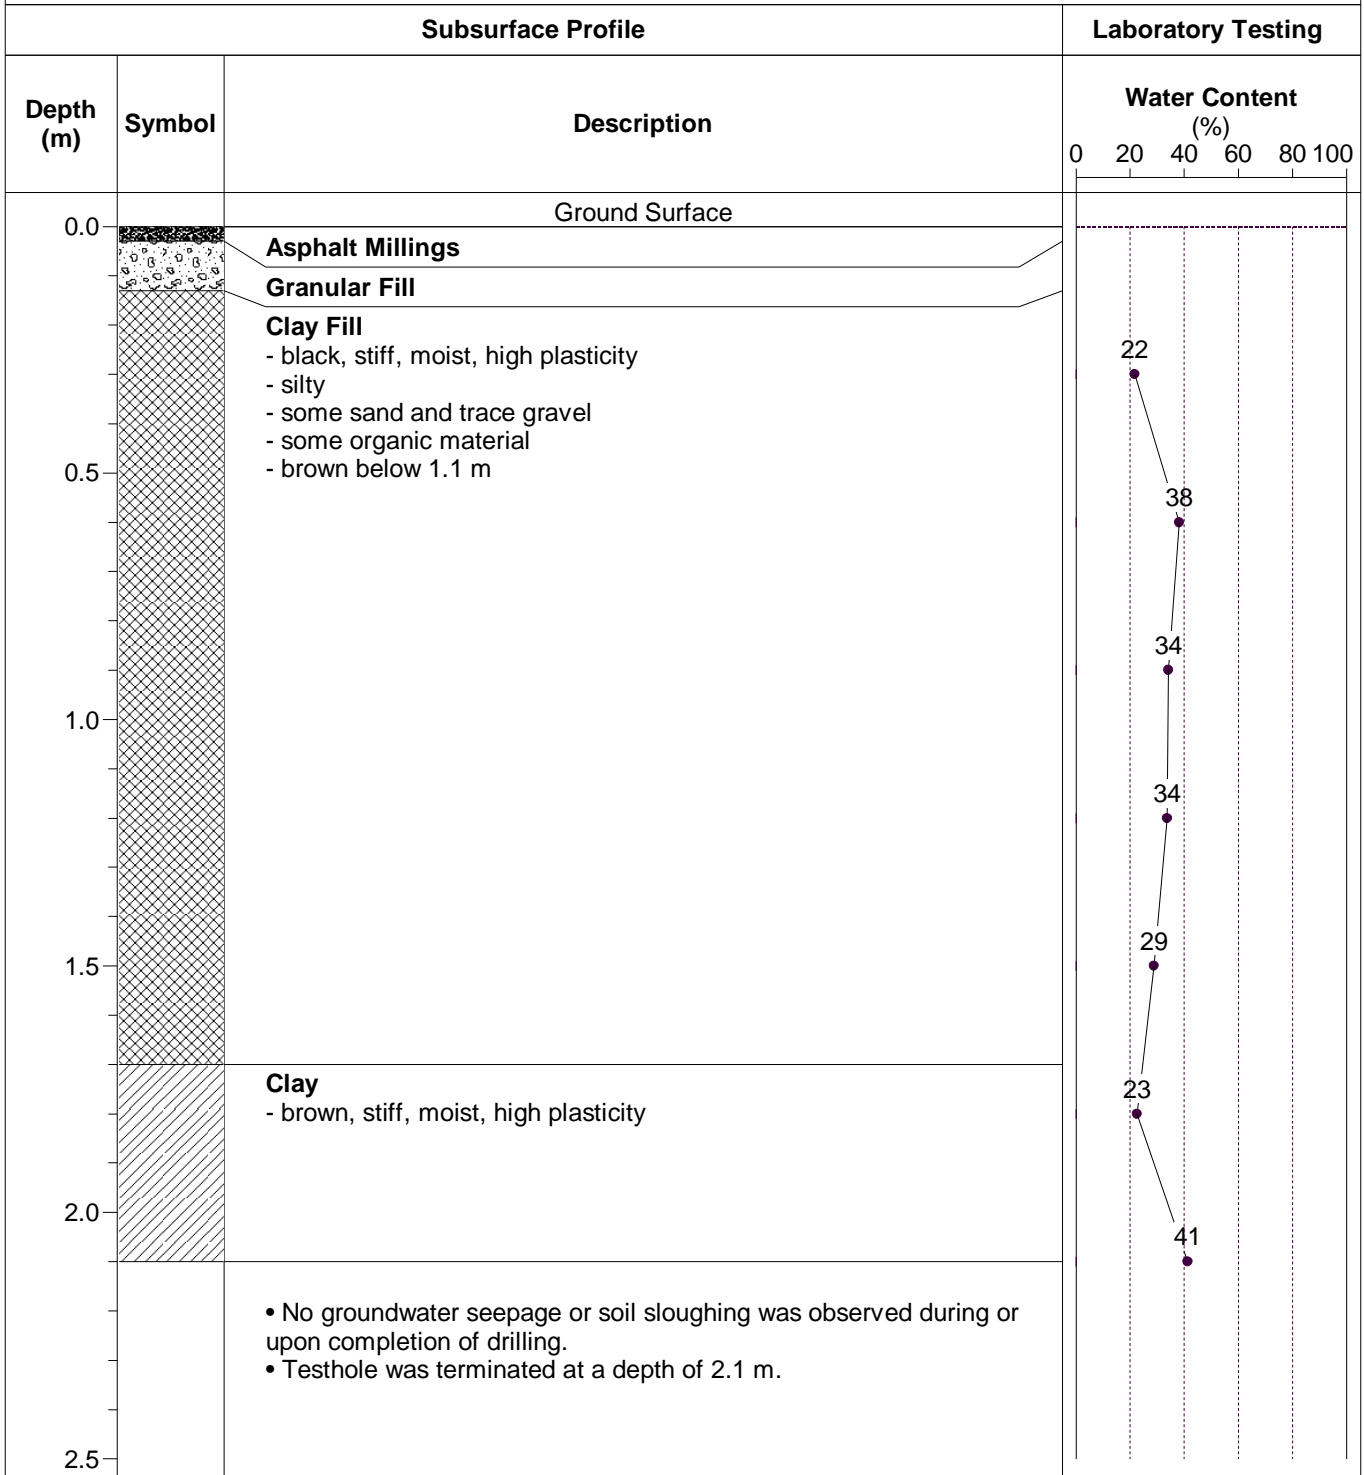 Subsurface Profile
Laboratory Testing
Depth
(m)
Symbol
Description
Water Content
(%)
0 20 40 60 80 100
Ground Surface
0.0
Asphalt Millings
Granular Fill
Clay Fill
- black, stiff, moist, high plasticity
- silty
- some sand and trace gravel
- some organic material
- brown below 1.1 m
22
0.5
38
34
1.0
34
29
1.5
Clay
- brown, stiff, moist, high plasticity
23
2.0
41
• No groundwater seepage or soil sloughing was observed during or
upon completion of drilling.
• Testhole was terminated at a depth of 2.1 m.
2.5